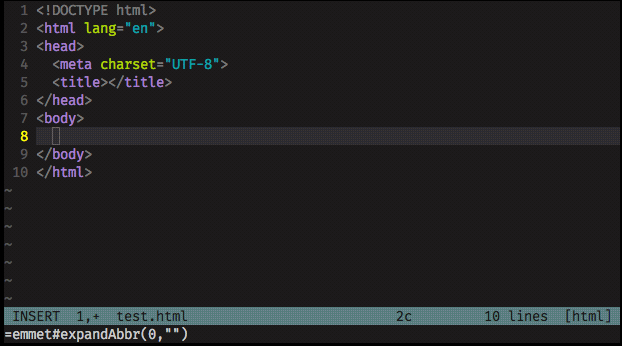 1 <!DOCTYPE html>
2 <html lang="en">
3 <head>
4   <meta charset="UTF-8">
5   <title></title>
6 </head>
7 <body>
8
9 </body>
10 </html>
~
~
~
~
~
~
~
INSERT  1,+  test.html  2c  10 lines  [html]
=emmet#expandAbbr(0,"")